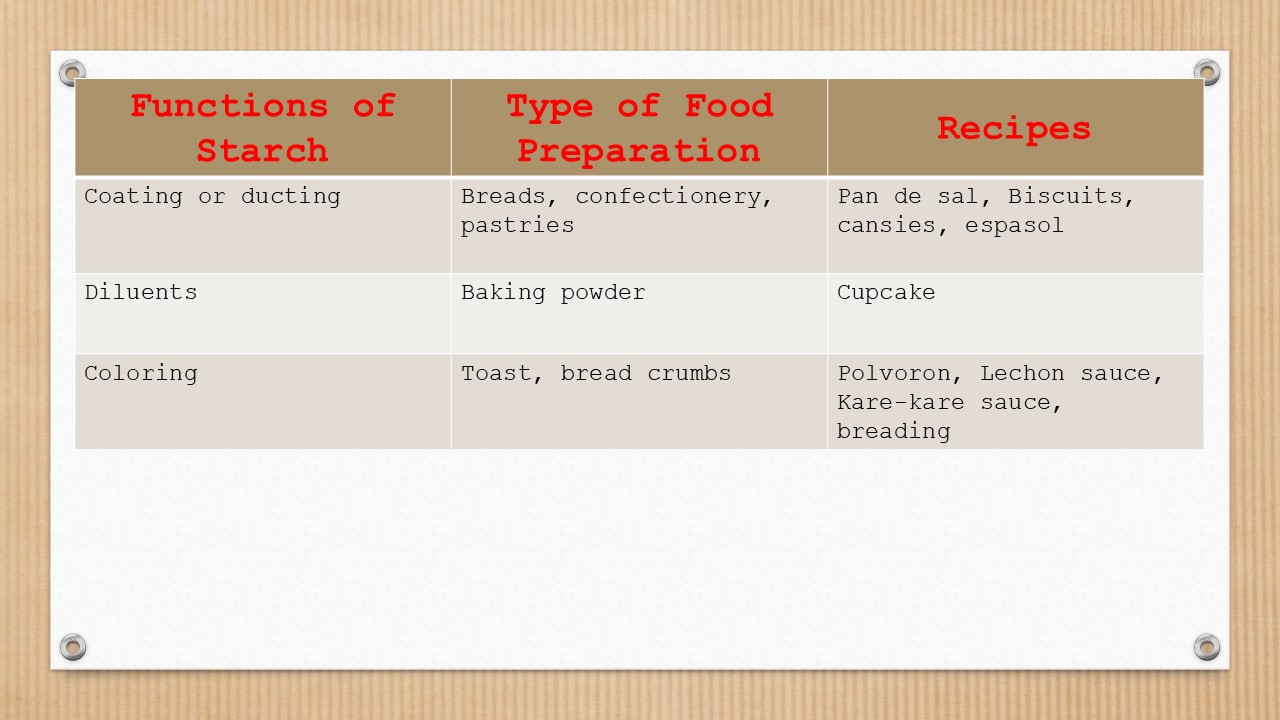 Functions of
Starch
Type of Food
Preparation
Recipes
Coating or ducting
Breads, confectionery,
pastries
Pan de sal, Biscuits,
cansies, espasol
Diluents
Baking powder
Cupcake
Coloring
Toast, bread crumbs
Polvoron, Lechon sauce,
Kare-kare sauce,
breading